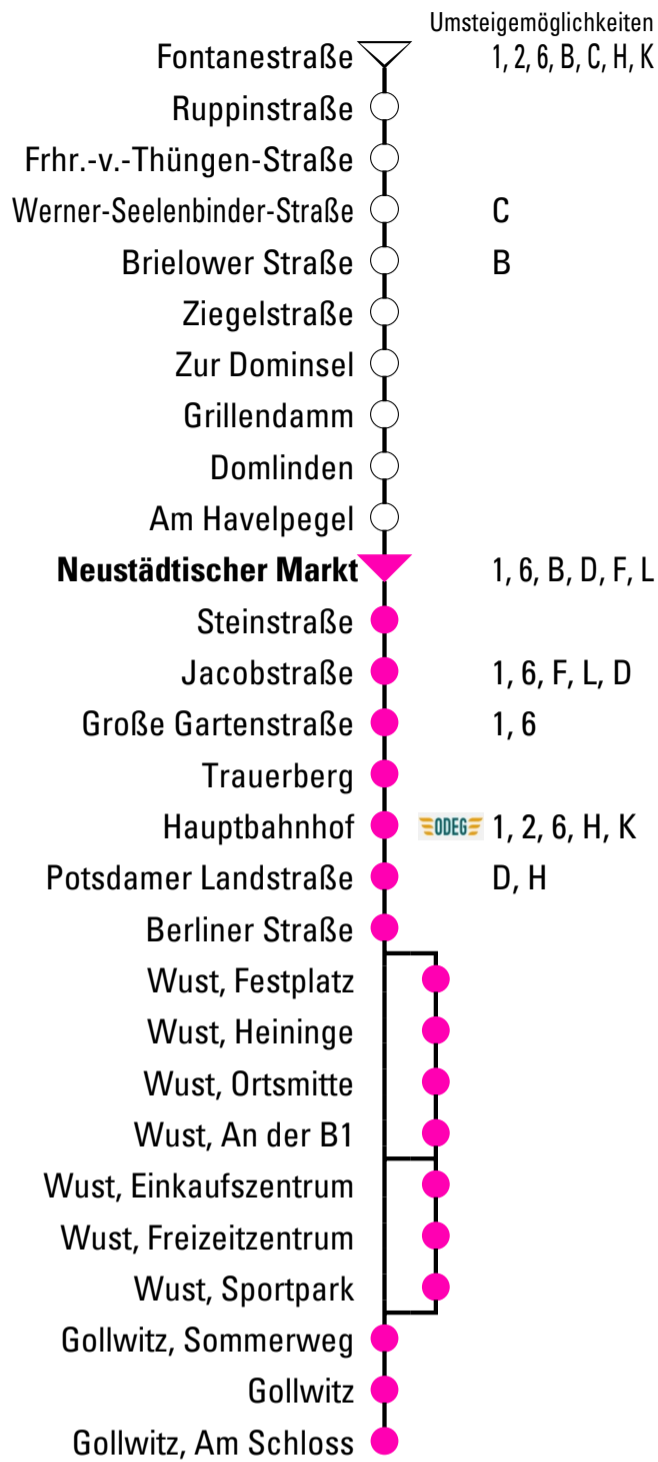 Umsteigemöglichkeiten
Fontanestraße 1, 2, 6, B, C, H, K
Ruppinstraße
Frhr.-v.-Thüngen-Straße
Werner-Seelenbinder-Straße C
Brielower Straße B
Ziegelstraße
Zur Dominsel
Grillendamm
Domlinden
Am Havelpegel
Neustädtischer Markt 1, 6, B, D, F, L
Steinstraße
Jacobstraße 1, 6, F, L, D
Große Gartenstraße 1, 6
Trauerberg
Hauptbahnhof ODEG 1, 2, 6, H, K
Potsdamer Landstraße D, H
Berliner Straße
Wust, Festplatz
Wust, Heininge
Wust, Ortsmitte
Wust, An der B1
Wust, Einkaufszentrum
Wust, Freizeitzentrum
Wust, Sportpark
Gollwitz, Sommerweg
Gollwitz
Gollwitz, Am Schloss